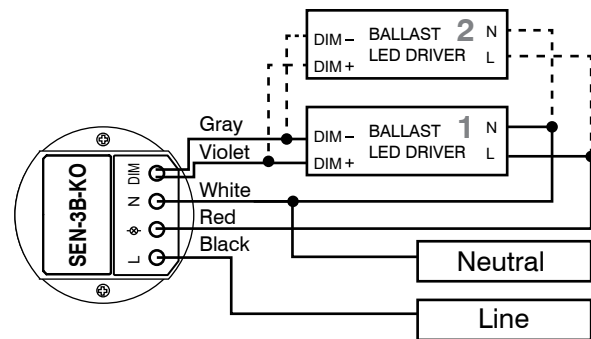 BALLAST 2 N
DIM –
LED DRIVER L
DIM +
Gray
BALLAST 1 N
DIM –
Violet
LED DRIVER L
DIM +
SEN-3B-KO
DIM
N
L
White
Red
Black
Neutral
Line